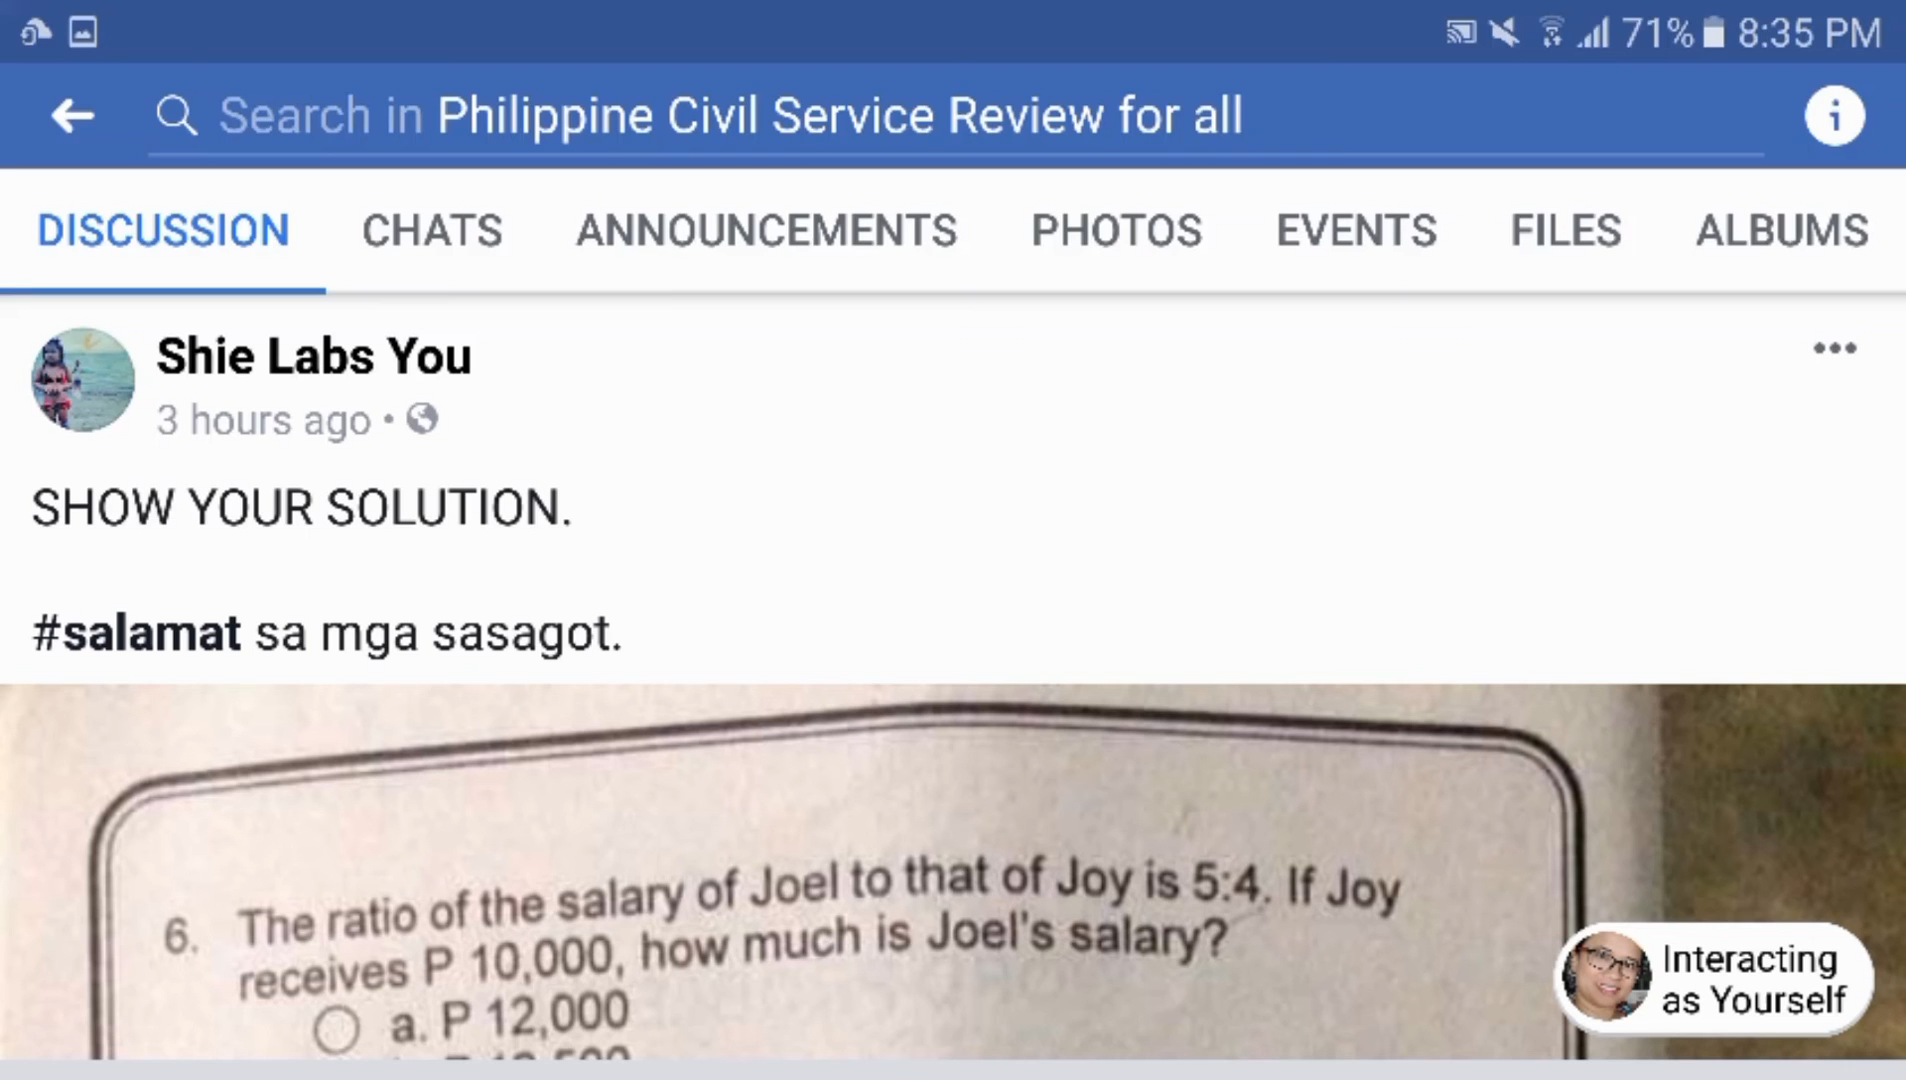 71% 8:35 PM
Search in Philippine Civil Service Review for all
DISCUSSION CHATS ANNOUNCEMENTS PHOTOS EVENTS FILES ALBUMS
Shie Labs You
3 hours ago •
SHOW YOUR SOLUTION.
#salamat sa mga sasagot.
6. The ratio of the salary of Joel to that of Joy is 5:4. If Joy
receives P 10,000, how much is Joel's salary?
a. P 12,000
Interacting
as Yourself